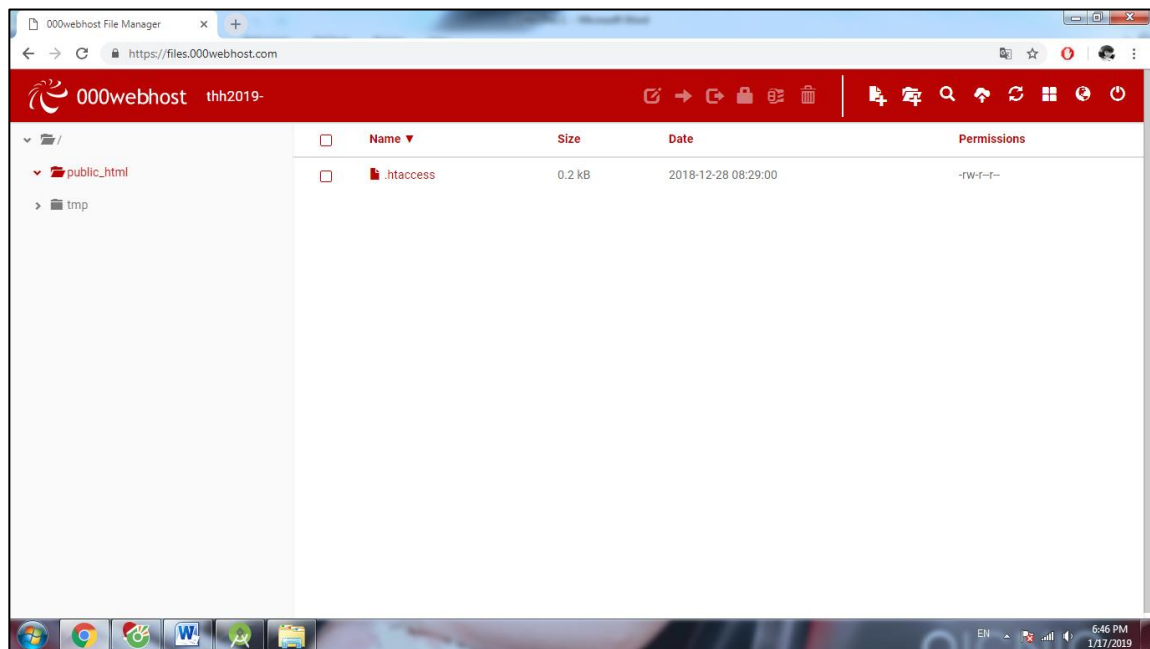 000webhost File Manager
https://files.000webhost.com
000webhost thh2019-
/
Name ▼ Size Date Permissions
public_html
.htaccess 0.2 kB 2018-12-28 08:29:00 -rw-r--r--
tmp
EN
6:46 PM
1/17/2019